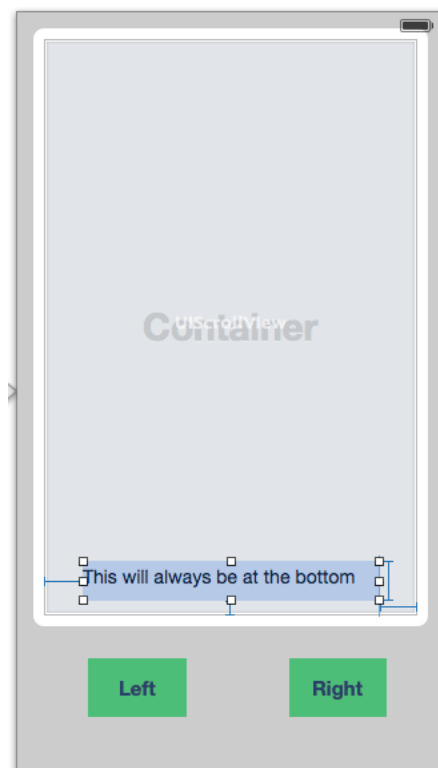 UIScrollView
Container
This will always be at the bottom
Left
Right